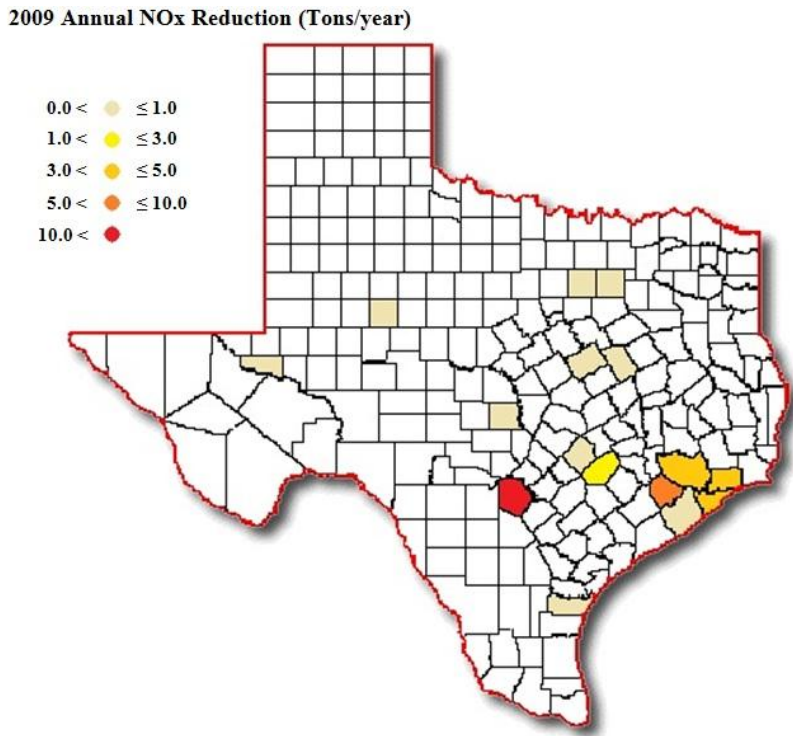 2009 Annual NOx Reduction (Tons/year)
0.0 < ≤ 1.0
1.0 < ≤ 3.0
3.0 < ≤ 5.0
5.0 < ≤ 10.0
10.0 <